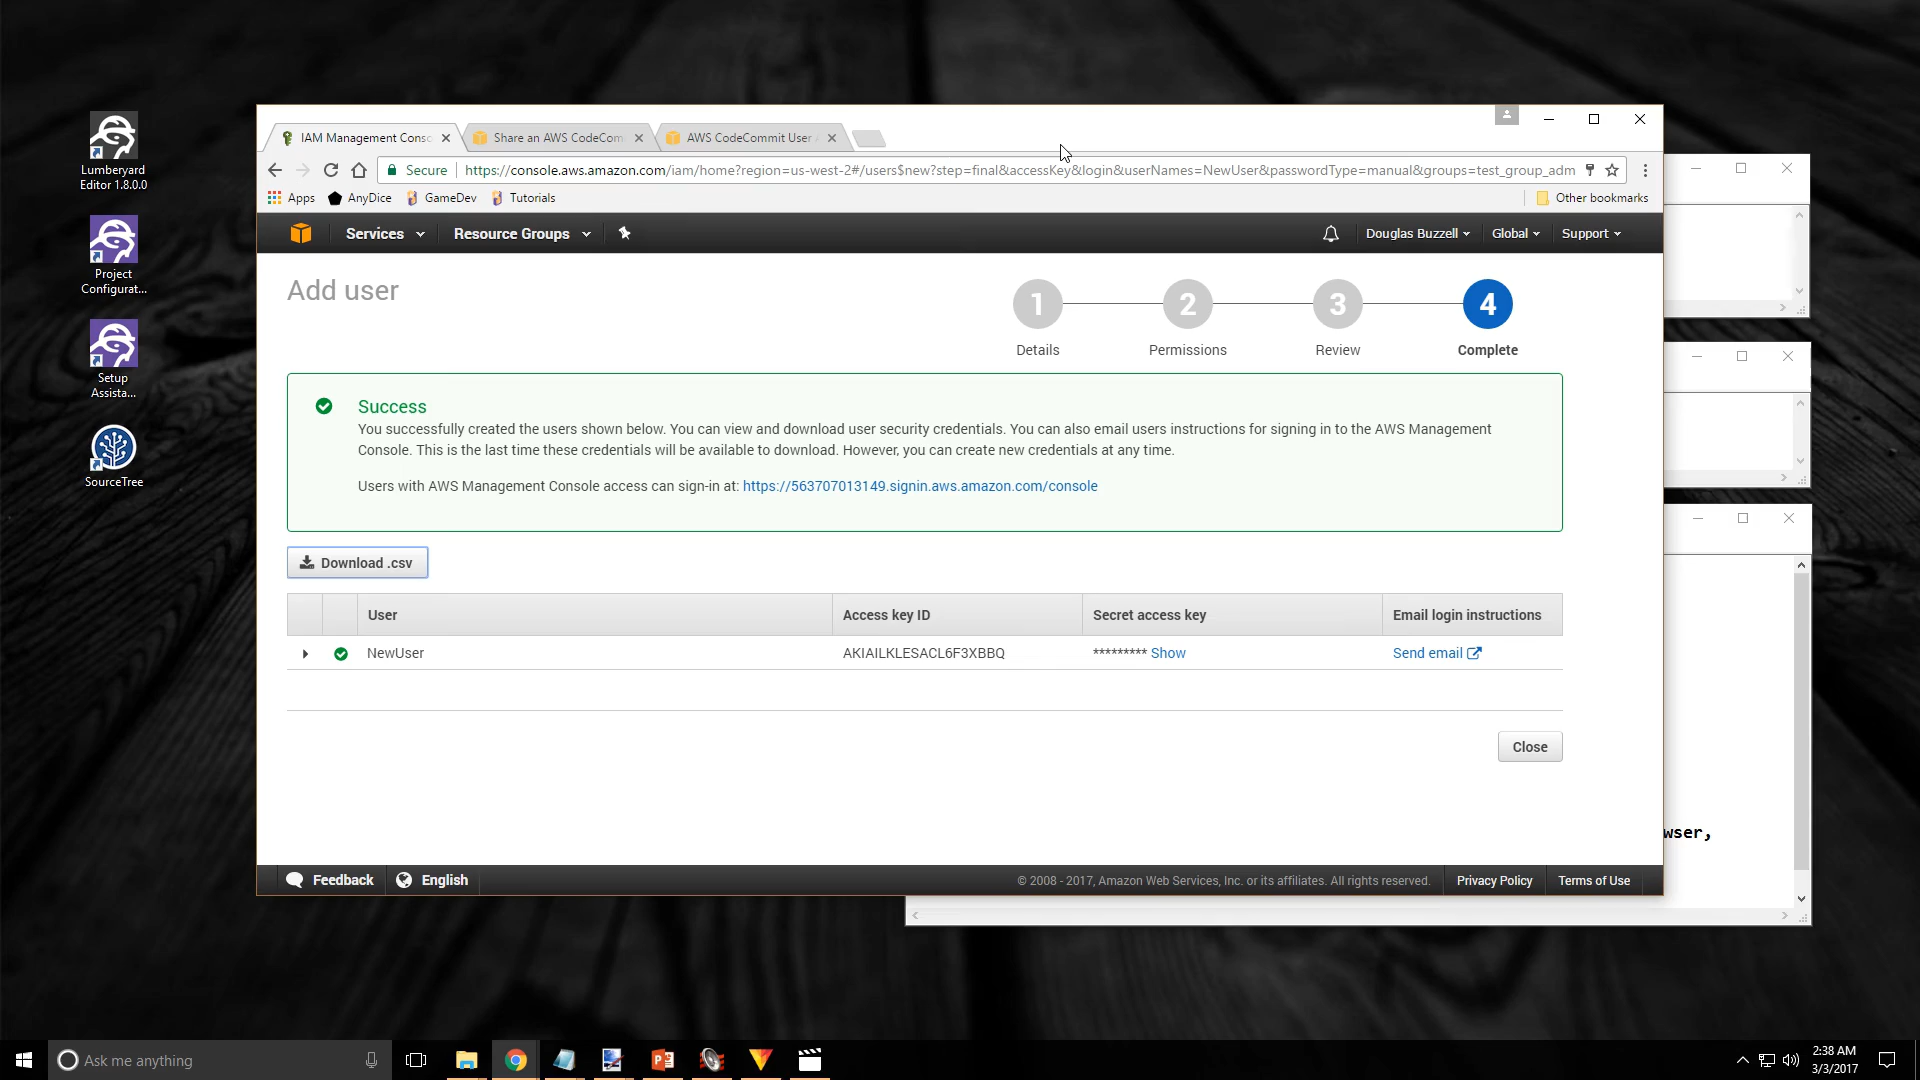 Lumberyard
Editor 1.8.0.0
Project
Configurat...
Setup
Assista...
SourceTree
IAM Management Consc
Share an AWS CodeCom
AWS CodeCommit User
Secure
https://console.aws.amazon.com/iam/home?region=us-west-2#/users$new?step=final&accessKey&login&userNames=NewUser&passwordType=manual&groups=test_group_adm
Apps
AnyDice
GameDev
Tutorials
Other bookmarks
Services
Resource Groups
Douglas Buzzell
Global
Support
Add user
1
2
3
4
Details
Permissions
Review
Complete
Success
You successfully created the users shown below. You can view and download user security credentials. You can also email users instructions for signing in to the AWS Management
Console. This is the last time these credentials will be available to download. However, you can create new credentials at any time.
Users with AWS Management Console access can sign-in at: https://563707013149.signin.aws.amazon.com/console
Download .csv
User
Access key ID
Secret access key
Email login instructions
NewUser
AKIAILKLESACL6F3XBBQ
********* Show
Send email
Close
wser,
Feedback
English
© 2008 - 2017, Amazon Web Services, Inc. or its affiliates. All rights reserved.
Privacy Policy
Terms of Use
Ask me anything
2:38 AM
3/3/2017